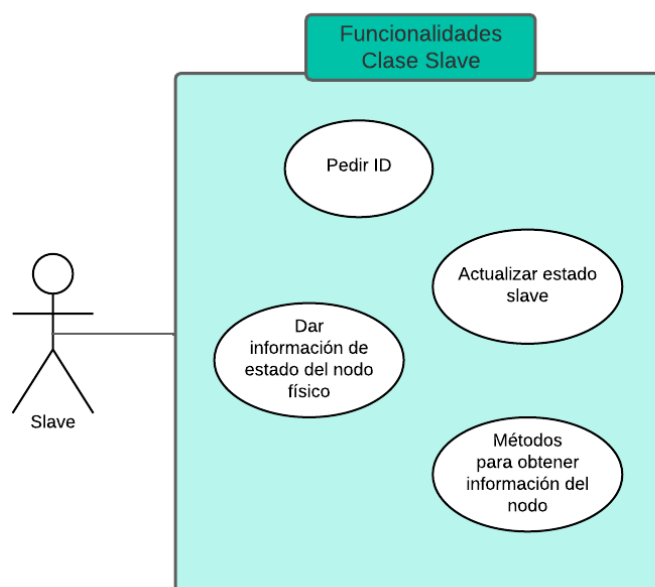 Funcionalidades
Clase Slave
Pedir ID
Actualizar estado
slave
Dar
información de
estado del nodo
físico
Slave
Métodos
para obtener
información del
nodo